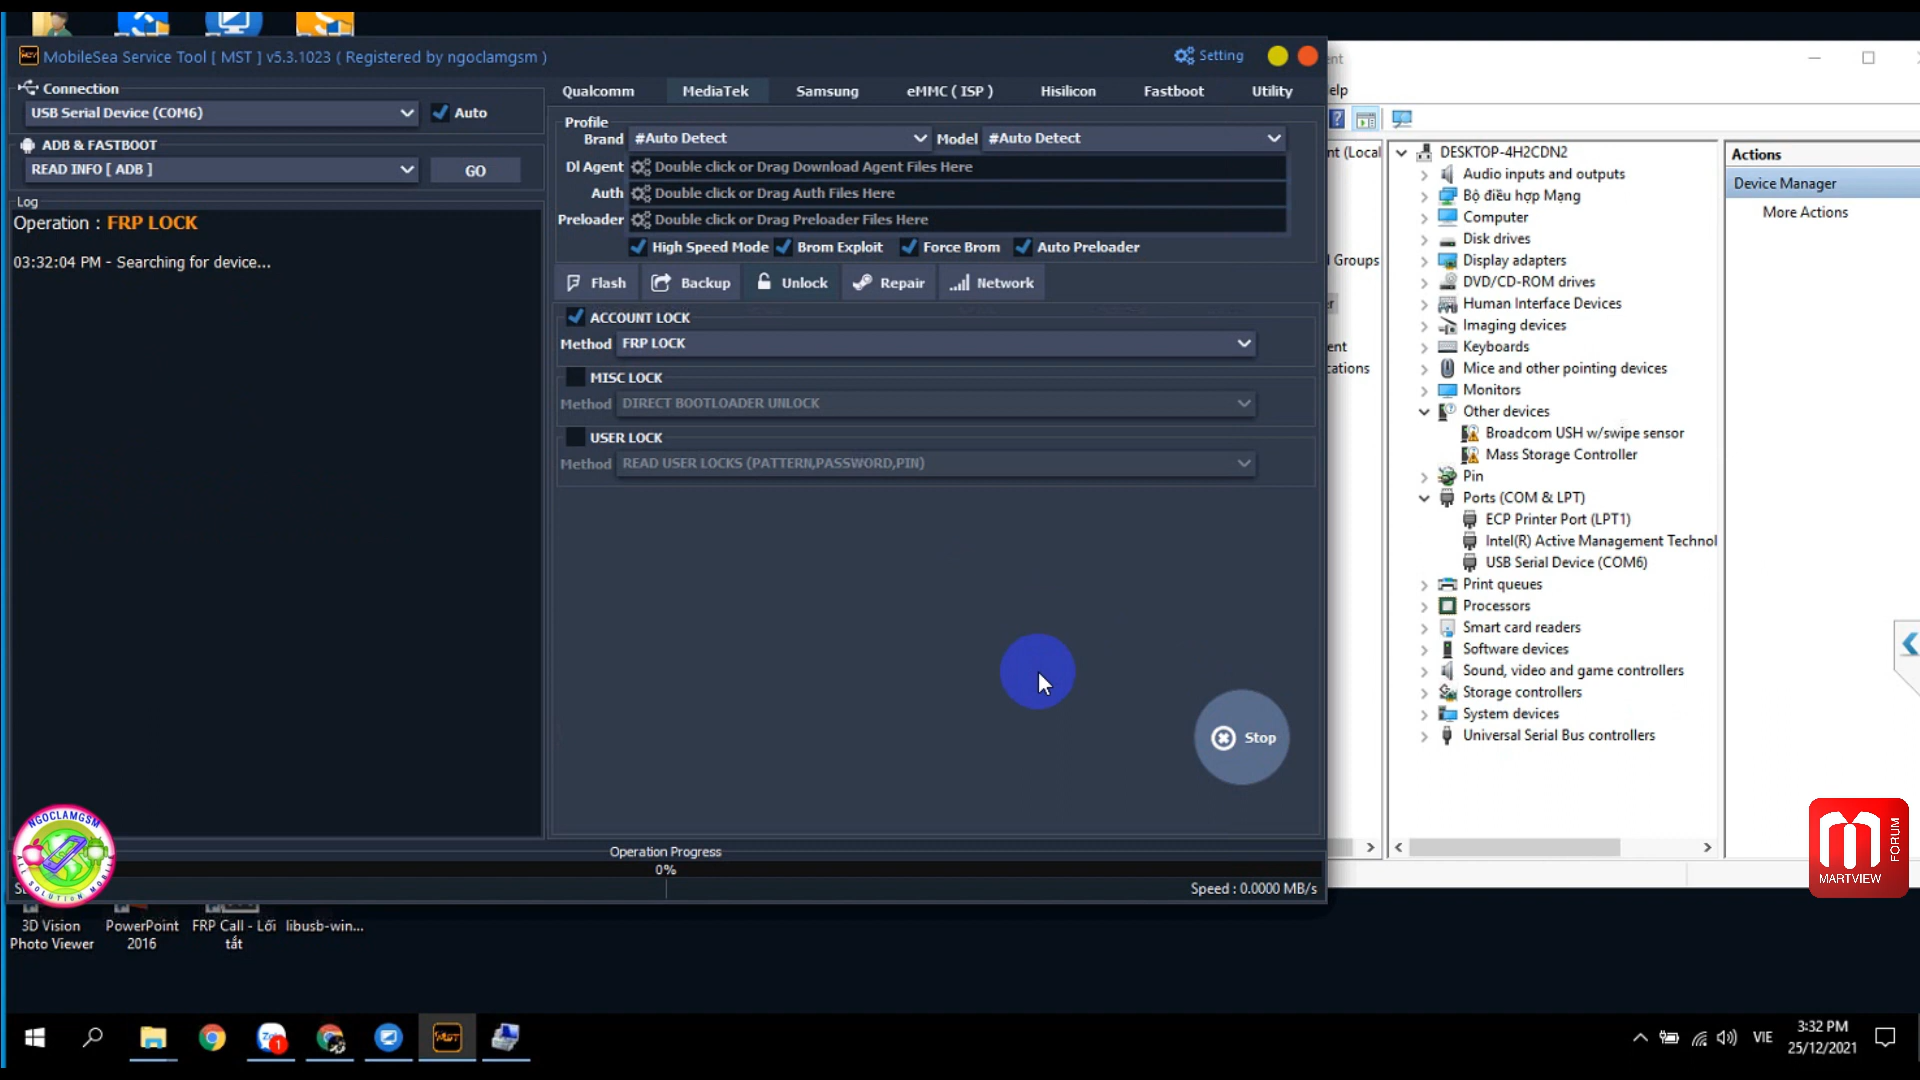 MobileSea Service Tool [ MST ] v5.3.1023 ( Registered by ngoclamgsm )
Setting
Connection
USB Serial Device (COM6)
Auto
ADB & FASTBOOT
READ INFO [ ADB ]
GO
Log
Operation : FRP LOCK
03:32:04 PM - Searching for device...
Qualcomm
MediaTek
Samsung
eMMC ( ISP )
Hisilicon
Fastboot
Utility
Profile
Brand #Auto Detect Model #Auto Detect
Dl Agent Double click or Drag Download Agent Files Here
Auth Double click or Drag Auth Files Here
Preloader Double click or Drag Preloader Files Here
High Speed Mode Brom Exploit Force Brom Auto Preloader
Flash Backup Unlock Repair Network
ACCOUNT LOCK
Method FRP LOCK
MISC LOCK
Method DIRECT BOOTLOADER UNLOCK
USER LOCK
Method READ USER LOCKS (PATTERN,PASSWORD,PIN)
Stop
Operation Progress
0%
Speed : 0.0000 MB/s
nt
elp
nt (Local
Groups
r
ent
cations
DESKTOP-4H2CDN2
Audio inputs and outputs
Bộ điều hợp Mạng
Computer
Disk drives
Display adapters
DVD/CD-ROM drives
Human Interface Devices
Imaging devices
Keyboards
Mice and other pointing devices
Monitors
Other devices
Broadcom USH w/swipe sensor
Mass Storage Controller
Pin
Ports (COM & LPT)
ECP Printer Port (LPT1)
Intel(R) Active Management Technol
USB Serial Device (COM6)
Print queues
Processors
Smart card readers
Software devices
Sound, video and game controllers
Storage controllers
System devices
Universal Serial Bus controllers
Actions
Device Manager
More Actions
NGOCLAMGSM
ALL SOLUTION MOBILE
MARTVIEW
FORUM
3D Vision
Photo Viewer
PowerPoint
2016
FRP Call - Lối
tắt
libusb-win...
MST
1
VIE
3:32 PM
25/12/2021